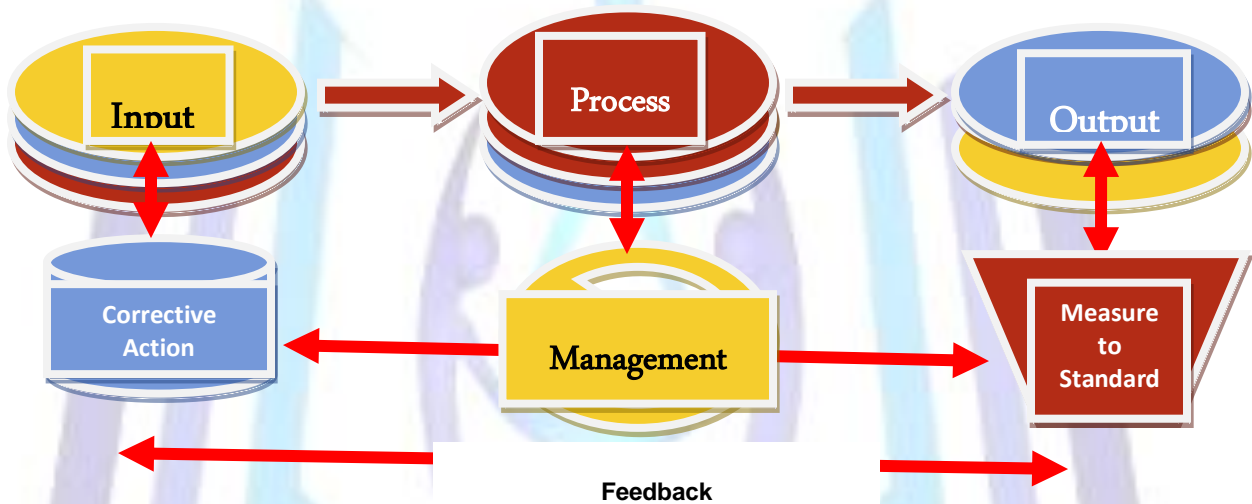 Input
Process
Output
Corrective
Action
Management
Measure
to
Standard
Feedback